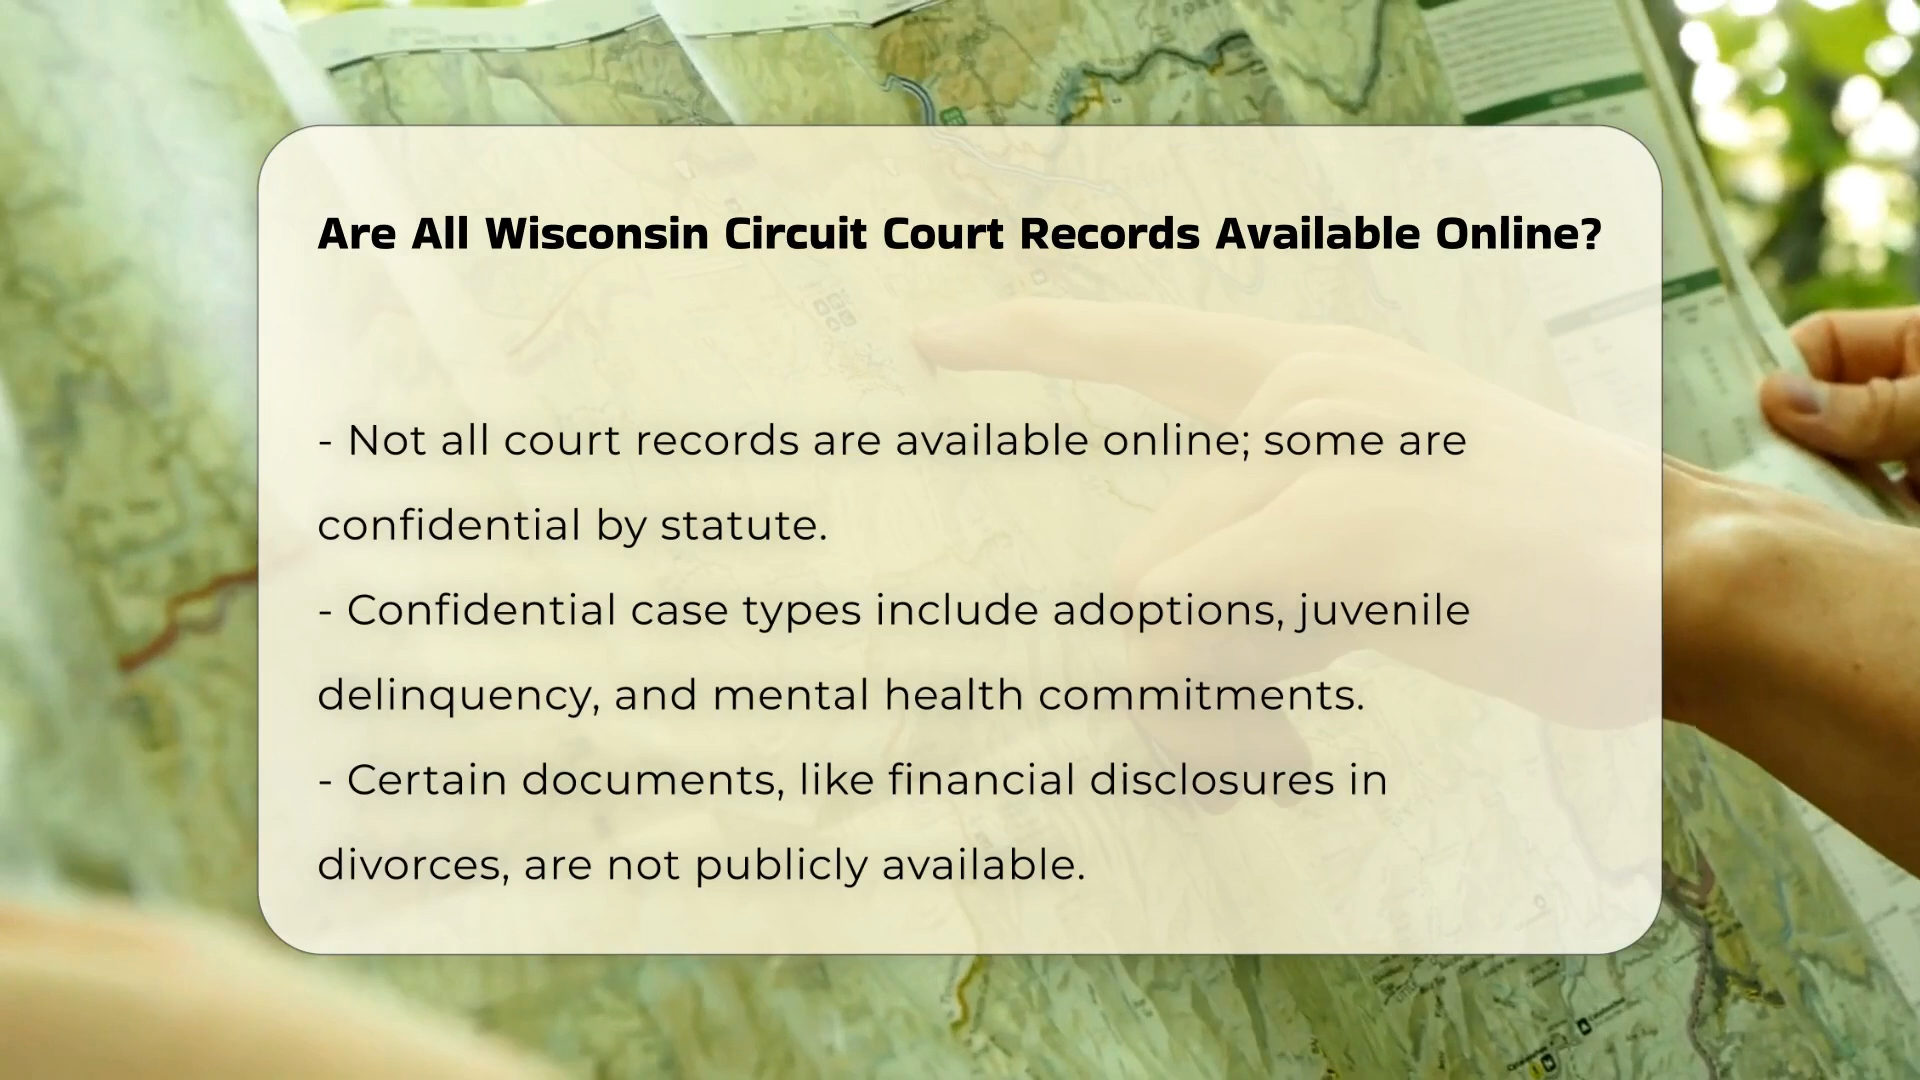 Are All Wisconsin Circuit Court Records Available Online?
- Not all court records are available online; some are
confidential by statute.
- Confidential case types include adoptions, juvenile
delinquency, and mental health commitments.
- Certain documents, like financial disclosures in
divorces, are not publicly available.